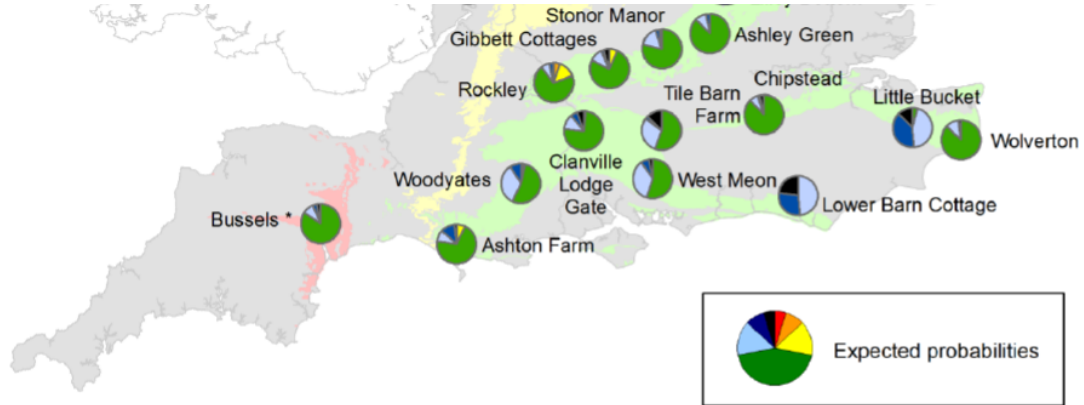 Stonor Manor
Gibbett Cottages
Ashley Green
Rockley
Chipstead
Tile Barn
Farm
Little Bucket
Wolverton
Clanville
Lodge
Gate
Woodyates
West Meon
Lower Barn Cottage
Bussels *
Ashton Farm
Expected probabilities